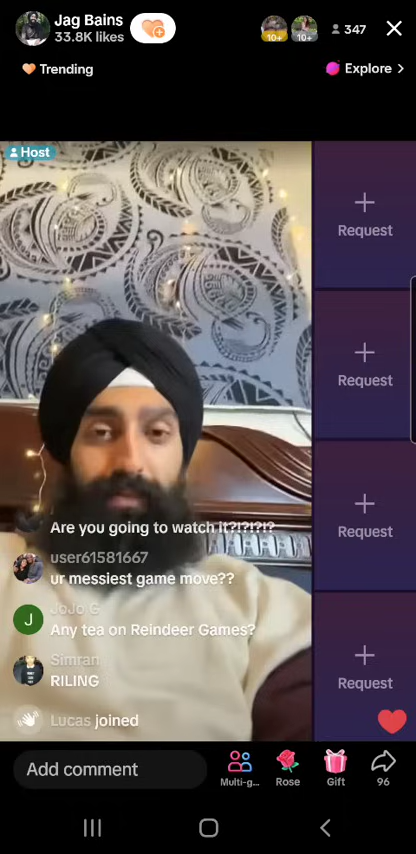 Jag Bains
33.8K likes
10+
10+
347
Trending
Explore >
Host
Request
Request
Request
Request
Are you going to watch it?!?!?!?
user61581667
ur messiest game move??
J
JoJo G
Any tea on Reindeer Games?
Simran
RILING
Lucas joined
Add comment
Multi-g...
Rose
Gift
96